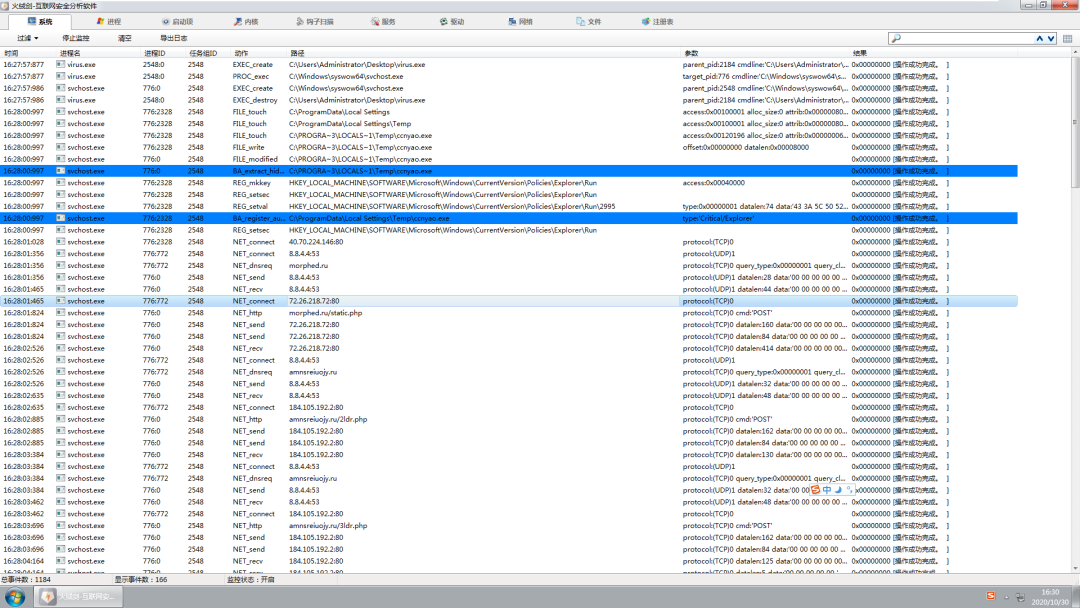 火绒剑-互联网安全分析软件
系统 进程 启动项 内核 钩子扫描 服务 驱动 网络 文件 注册表
过滤 停止监控 清空 导出日志
时间 进程名 进程ID 任务组ID 动作 路径 参数 结果
16:27:57:877 virus.exe 2548:0 2548 EXEC_create C:\Users\Administrator\Desktop\virus.exe parent_pid:2184 cmdline:'C:\Users\Administrator\... 0x00000000 [操作成功完成。 ]
16:27:57:986 virus.exe 2548:0 2548 PROC_exec C:\Windows\syswow64\svchost.exe target_pid:776 cmdline:'C:\Windows\syswow64\s... 0x00000000 [操作成功完成。 ]
16:27:57:986 svchost.exe 776:0 2548 EXEC_create C:\Windows\syswow64\svchost.exe parent_pid:2548 cmdline:'C:\Windows\syswow64\s... 0x00000000 [操作成功完成。 ]
16:27:57:986 virus.exe 2548:0 2548 EXEC_destroy C:\Users\Administrator\Desktop\virus.exe parent_pid:2184 cmdline:'C:\Users\Administrator\... 0x00000000 [操作成功完成。 ]
16:28:00:997 svchost.exe 776:2328 2548 FILE_touch C:\ProgramData\Local Settings access:0x00100001 alloc_size:0 attrib:0x00000080... 0x00000000 [操作成功完成。 ]
16:28:00:997 svchost.exe 776:2328 2548 FILE_touch C:\ProgramData\Local Settings\Temp access:0x00100001 alloc_size:0 attrib:0x00000080... 0x00000000 [操作成功完成。 ]
16:28:00:997 svchost.exe 776:2328 2548 FILE_touch C:\PROGRA~3\LOCALS~1\Temp\ccnyao.exe access:0x00120196 alloc_size:0 attrib:0x00000006... 0x00000000 [操作成功完成。 ]
16:28:00:997 svchost.exe 776:2328 2548 FILE_write C:\PROGRA~3\LOCALS~1\Temp\ccnyao.exe offset:0x00000000 datalen:0x00008000 0x00000000 [操作成功完成。 ]
16:28:00:997 svchost.exe 776:0 2548 FILE_modified C:\PROGRA~3\LOCALS~1\Temp\ccnyao.exe 0x00000000 [操作成功完成。 ]
16:28:00:997 svchost.exe 776:0 2548 BA_extract_hid... C:\PROGRA~3\LOCALS~1\Temp\ccnyao.exe 0x00000000 [操作成功完成。 ]
16:28:00:997 svchost.exe 776:2328 2548 REG_mkkey HKEY_LOCAL_MACHINE\SOFTWARE\Microsoft\Windows\CurrentVersion\Policies\Explorer\Run access:0x00040000 0x00000000 [操作成功完成。 ]
16:28:00:997 svchost.exe 776:2328 2548 REG_setsec HKEY_LOCAL_MACHINE\SOFTWARE\Microsoft\Windows\CurrentVersion\Policies\Explorer\Run 0x00000000 [操作成功完成。 ]
16:28:00:997 svchost.exe 776:2328 2548 REG_setval HKEY_LOCAL_MACHINE\SOFTWARE\Microsoft\Windows\CurrentVersion\Policies\Explorer\Run\2995 type:0x00000001 datalen:74 data:'43 3A 5C 50 52... 0x00000000 [操作成功完成。 ]
16:28:00:997 svchost.exe 776:2328 2548 BA_register_au... C:\ProgramData\Local Settings\Temp\ccnyao.exe type:'Critical/Explorer' 0x00000000 [操作成功完成。 ]
16:28:00:997 svchost.exe 776:2328 2548 REG_setsec HKEY_LOCAL_MACHINE\SOFTWARE\Microsoft\Windows\CurrentVersion\Policies\Explorer\Run 0x00000000 [操作成功完成。 ]
16:28:01:028 svchost.exe 776:2328 2548 NET_connect 40.70.224.146:80 protocol:(TCP)0 0x00000000 [操作成功完成。 ]
16:28:01:356 svchost.exe 776:772 2548 NET_connect 8.8.4.4:53 protocol:(UDP)1 0x00000000 [操作成功完成。 ]
16:28:01:356 svchost.exe 776:772 2548 NET_dnsreq morphed.ru protocol:(TCP)0 query_type:0x00000001 query_cl... 0x00000000 [操作成功完成。 ]
16:28:01:356 svchost.exe 776:0 2548 NET_send 8.8.4.4:53 protocol:(UDP)1 datalen:28 data:'00 00 00 00 00 ... 0x00000000 [操作成功完成。 ]
16:28:01:465 svchost.exe 776:0 2548 NET_recv 8.8.4.4:53 protocol:(UDP)1 datalen:44 data:'00 00 00 00 00 ... 0x00000000 [操作成功完成。 ]
16:28:01:465 svchost.exe 776:772 2548 NET_connect 72.26.218.72:80 protocol:(TCP)0 0x00000000 [操作成功完成。 ]
16:28:01:824 svchost.exe 776:0 2548 NET_http morphed.ru/static.php protocol:(TCP)0 cmd:'POST' 0x00000000 [操作成功完成。 ]
16:28:01:824 svchost.exe 776:0 2548 NET_send 72.26.218.72:80 protocol:(TCP)0 datalen:160 data:'00 00 00 00 00... 0x00000000 [操作成功完成。 ]
16:28:01:824 svchost.exe 776:0 2548 NET_send 72.26.218.72:80 protocol:(TCP)0 datalen:84 data:'00 00 00 00 00 ... 0x00000000 [操作成功完成。 ]
16:28:02:526 svchost.exe 776:0 2548 NET_recv 72.26.218.72:80 protocol:(TCP)0 datalen:414 data:'00 00 00 00 00... 0x00000000 [操作成功完成。 ]
16:28:02:526 svchost.exe 776:772 2548 NET_connect 8.8.4.4:53 protocol:(UDP)1 0x00000000 [操作成功完成。 ]
16:28:02:526 svchost.exe 776:772 2548 NET_dnsreq amnsreiuojy.ru protocol:(TCP)0 query_type:0x00000001 query_cl... 0x00000000 [操作成功完成。 ]
16:28:02:526 svchost.exe 776:0 2548 NET_send 8.8.4.4:53 protocol:(UDP)1 datalen:32 data:'00 00 00 00 00 ... 0x00000000 [操作成功完成。 ]
16:28:02:635 svchost.exe 776:0 2548 NET_recv 8.8.4.4:53 protocol:(UDP)1 datalen:48 data:'00 00 00 00 00 ... 0x00000000 [操作成功完成。 ]
16:28:02:635 svchost.exe 776:772 2548 NET_connect 184.105.192.2:80 protocol:(TCP)0 0x00000000 [操作成功完成。 ]
16:28:02:885 svchost.exe 776:0 2548 NET_http amnsreiuojy.ru/2ldr.php protocol:(TCP)0 cmd:'POST' 0x00000000 [操作成功完成。 ]
16:28:02:885 svchost.exe 776:0 2548 NET_send 184.105.192.2:80 protocol:(TCP)0 datalen:162 data:'00 00 00 00 00... 0x00000000 [操作成功完成。 ]
16:28:02:885 svchost.exe 776:0 2548 NET_send 184.105.192.2:80 protocol:(TCP)0 datalen:84 data:'00 00 00 00 00 ... 0x00000000 [操作成功完成。 ]
16:28:03:384 svchost.exe 776:0 2548 NET_recv 184.105.192.2:80 protocol:(TCP)0 datalen:130 data:'00 00 00 00 00... 0x00000000 [操作成功完成。 ]
16:28:03:384 svchost.exe 776:772 2548 NET_connect 8.8.4.4:53 protocol:(UDP)1 0x00000000 [操作成功完成。 ]
16:28:03:384 svchost.exe 776:772 2548 NET_dnsreq amnsreiuojy.ru protocol:(TCP)0 query_type:0x00000001 query_cl... 0x00000000 [操作成功完成。 ]
16:28:03:384 svchost.exe 776:0 2548 NET_send 8.8.4.4:53 protocol:(UDP)1 datalen:32 data:'00 00 中 0x00000000 [操作成功完成。 ]
16:28:03:462 svchost.exe 776:0 2548 NET_recv 8.8.4.4:53 protocol:(UDP)1 datalen:48 data:'00 00 00 00 00 ... 0x00000000 [操作成功完成。 ]
16:28:03:462 svchost.exe 776:772 2548 NET_connect 184.105.192.2:80 protocol:(TCP)0 0x00000000 [操作成功完成。 ]
16:28:03:696 svchost.exe 776:0 2548 NET_http amnsreiuojy.ru/3ldr.php protocol:(TCP)0 cmd:'POST' 0x00000000 [操作成功完成。 ]
16:28:03:696 svchost.exe 776:0 2548 NET_send 184.105.192.2:80 protocol:(TCP)0 datalen:162 data:'00 00 00 00 00... 0x00000000 [操作成功完成。 ]
16:28:03:696 svchost.exe 776:0 2548 NET_send 184.105.192.2:80 protocol:(TCP)0 datalen:84 data:'00 00 00 00 00 ... 0x00000000 [操作成功完成。 ]
16:28:04:164 svchost.exe 776:0 2548 NET_recv 184.105.192.2:80 protocol:(TCP)0 datalen:125 data:'00 00 00 00 00... 0x00000000 [操作成功完成。 ]
总事件数：1184 显示事件数：166 监控状态：开启
火绒剑-互联网安... 16:30
2020/10/30